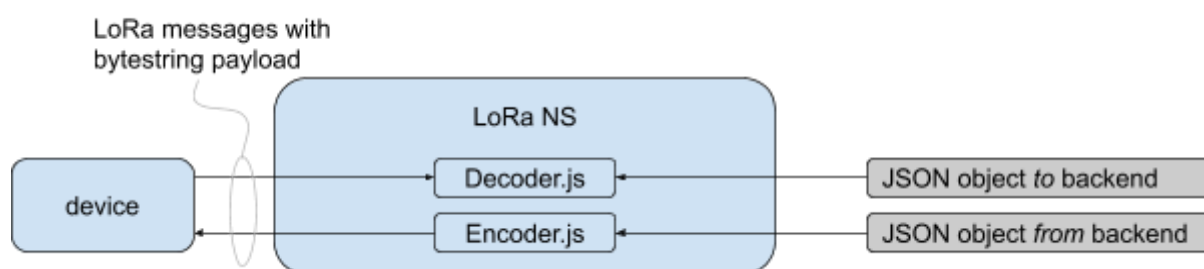 LoRa messages with
bytestring payload
LoRa NS
device
Decoder.js
JSON object to backend
Encoder.js
JSON object from backend